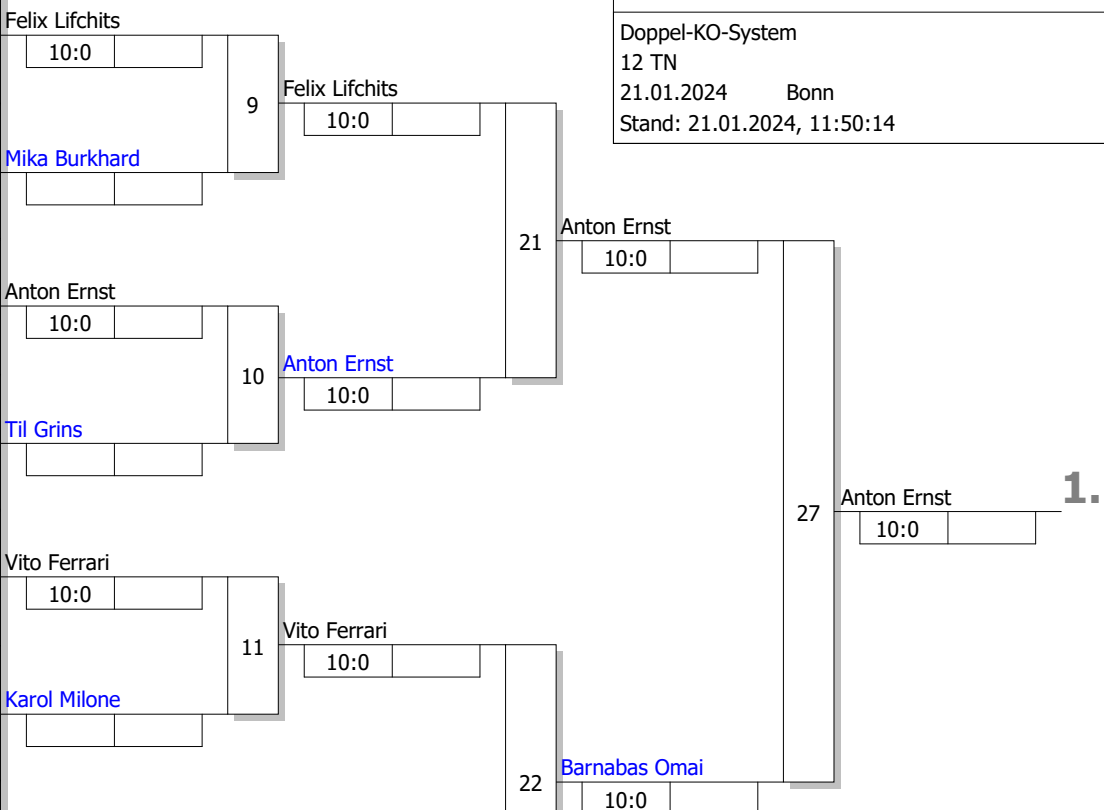 Doppel-KO-System
12 TN
21.01.2024 Bonn
Stand: 21.01.2024, 11:50:14
Felix Lifchits
10:0
9
Felix Lifchits
10:0
Mika Burkhard
21
Anton Ernst
10:0
Anton Ernst
10:0
10
Anton Ernst
10:0
Til Grins
27
Anton Ernst
1.
10:0
Vito Ferrari
10:0
11
Vito Ferrari
10:0
Karol Milone
22
Barnabas Omai
10:0